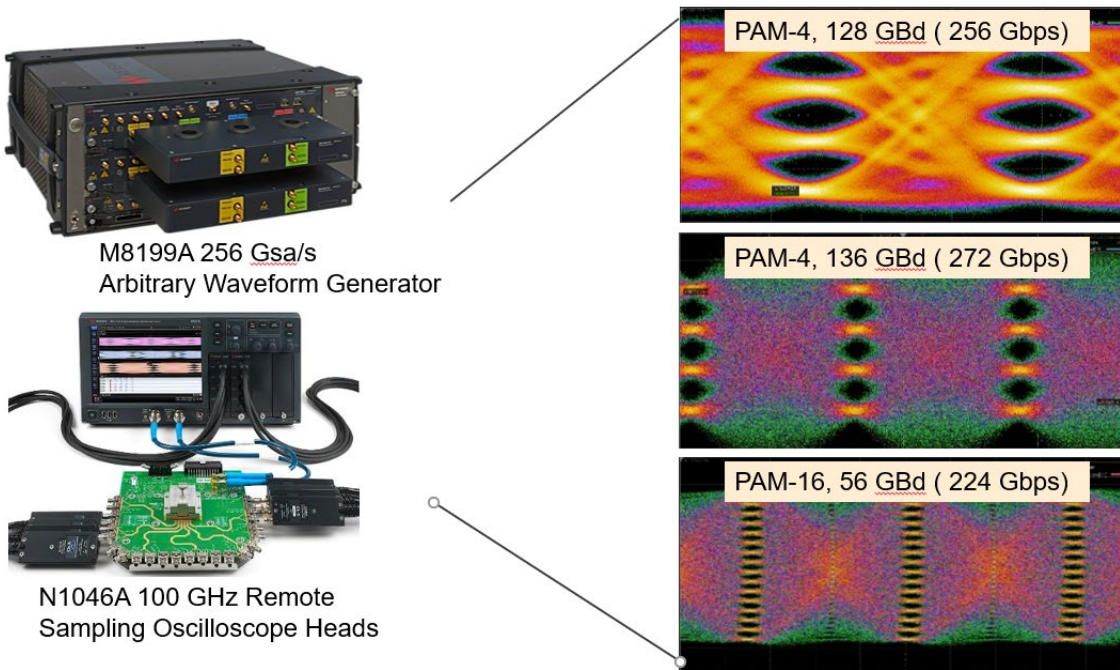 M8199A 256 Gsa/s
Arbitrary Waveform Generator
N1046A 100 GHz Remote
Sampling Oscilloscope Heads
PAM-4, 128 GBd ( 256 Gbps)
PAM-4, 136 GBd ( 272 Gbps)
PAM-16, 56 GBd ( 224 Gbps)